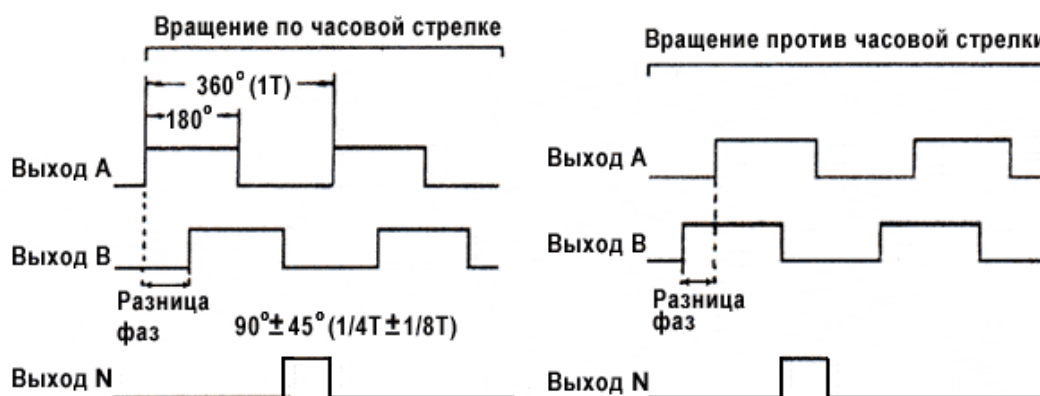 Вращение по часовой стрелке
360° (1T)
180°
Выход A
Выход B
Разница
фаз
90°± 45° (1/4T ± 1/8T)
Выход N
Вращение против часовой стрелки
Выход A
Выход B
Разница
фаз
Выход N